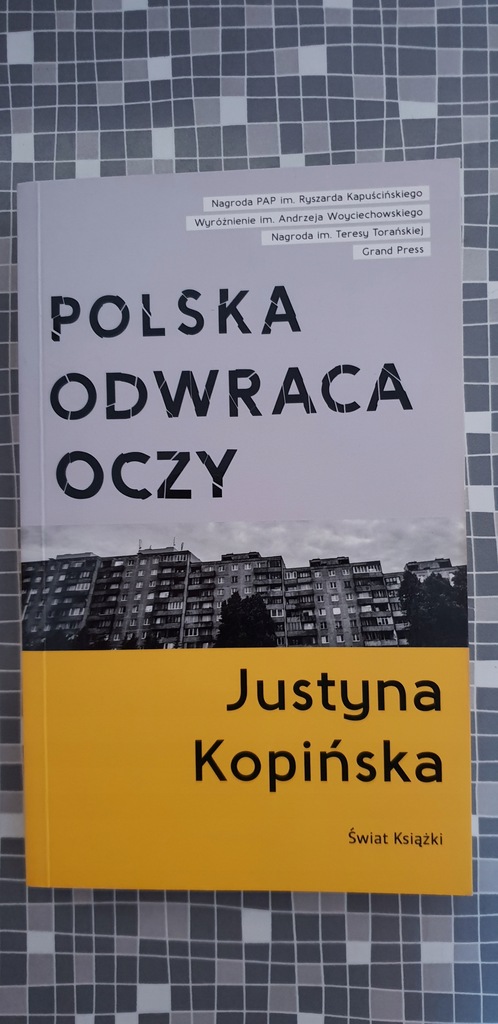 Nagroda PAP im. Ryszarda Kapuścińskiego
Wyróżnienie im. Andrzeja Woyciechowskiego
Nagroda im. Teresy Torańskiej
Grand Press
POLSKA
ODWRACA
OCZY
Justyna
Kopińska
Świat Książki